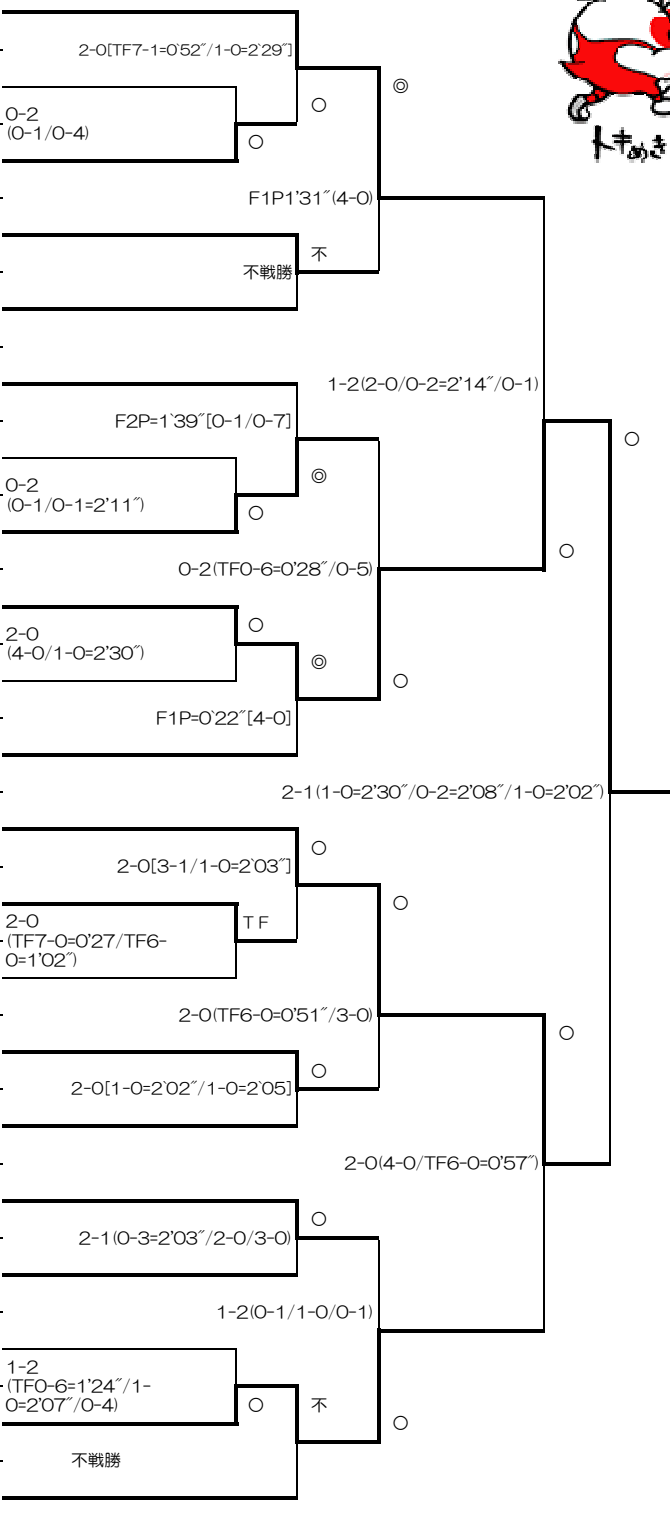 2-0[TF7-1=0`52″/1-0=2`29″]
◎
○
0-2
(0-1/0-4)
○
トキめき
F1P1'31″(4-0)
不
不戦勝
1-2(2-0/0-2=2'14″/0-1)
F2P=1`39″[0-1/0-7]
○
◎
0-2
(0-1/0-1=2'11″)
○
○
0-2(TF0-6=0'28″/0-5)
○
2-0
(4-0/1-0=2'30″)
◎
○
F1P=0`22″[4-0]
2-1(1-0=2'30″/0-2=2'08″/1-0=2'02″)
○
2-0[3-1/1-0=2`03″]
○
2-0
(TF7-0=0'27/TF6-
0=1'02″)
TF
2-0(TF6-0=0'51″/3-0)
○
○
2-0[1-0=2`02″/1-0=2`05]
2-0(4-0/TF6-0=0'57″)
○
2-1(0-3=2'03″/2-0/3-0)
1-2(0-1/1-0/0-1)
1-2
(TF0-6=1'24″/1-
0=2'07″/0-4)
○
不
○
不戦勝